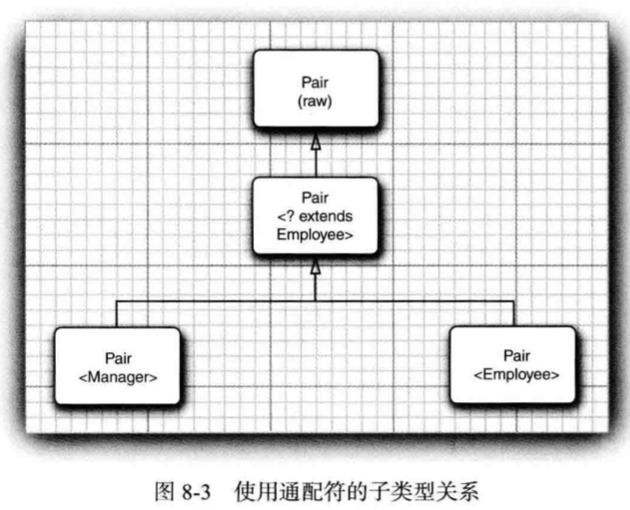 Pair
(raw)
Pair
<? extends
Employee>
Pair
<Manager>
Pair
<Employee>
图 8-3 使用通配符的子类型关系